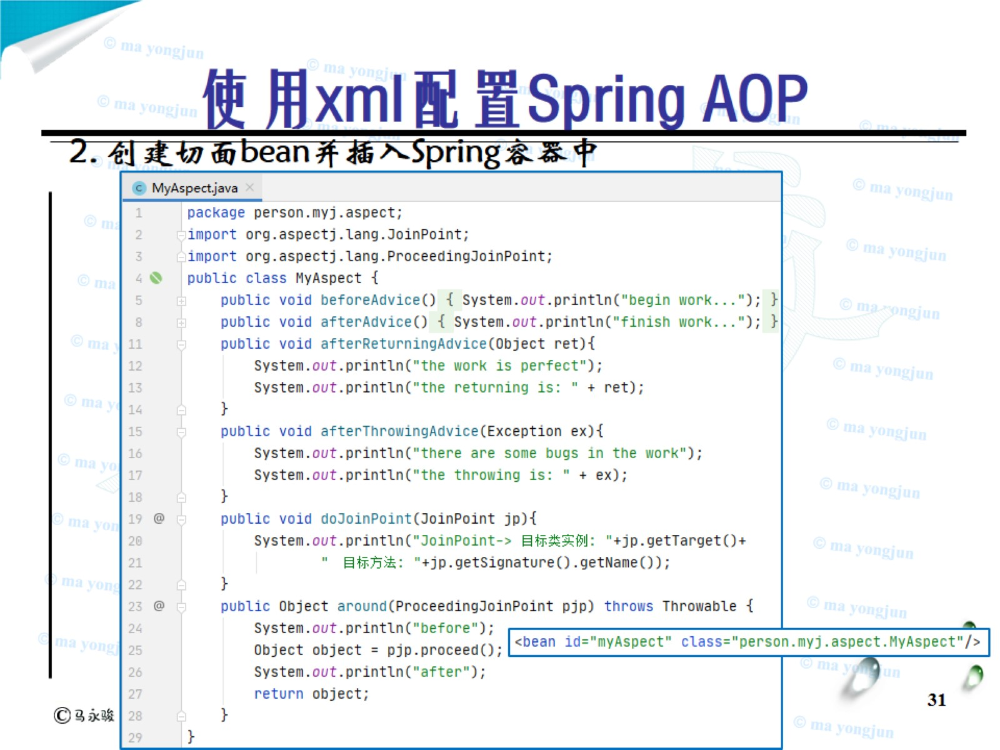 使用xml配置Spring AOP
2. 创建切面bean并插入Spring容器中
MyAspect.java
1 package person.myj.aspect;
2 import org.aspectj.lang.JoinPoint;
3 import org.aspectj.lang.ProceedingJoinPoint;
4 public class MyAspect {
5 public void beforeAdvice() { System.out.println("begin work..."); }
8 public void afterAdvice() { System.out.println("finish work..."); }
11 public void afterReturningAdvice(Object ret){
12 System.out.println("the work is perfect");
13 System.out.println("the returning is: " + ret);
14 }
15 public void afterThrowingAdvice(Exception ex){
16 System.out.println("there are some bugs in the work");
17 System.out.println("the throwing is: " + ex);
18 }
19 @ public void doJoinPoint(JoinPoint jp){
20 System.out.println("JoinPoint-> 目标类实例: "+jp.getTarget()+
21 " 目标方法: "+jp.getSignature().getName());
22 }
23 @ public Object around(ProceedingJoinPoint pjp) throws Throwable {
24 System.out.println("before");
<bean id="myAspect" class="person.myj.aspect.MyAspect"/>
25 Object object = pjp.proceed();
26 System.out.println("after");
27 return object;
28 }
29 }
©马永骏
31
© ma yongjun